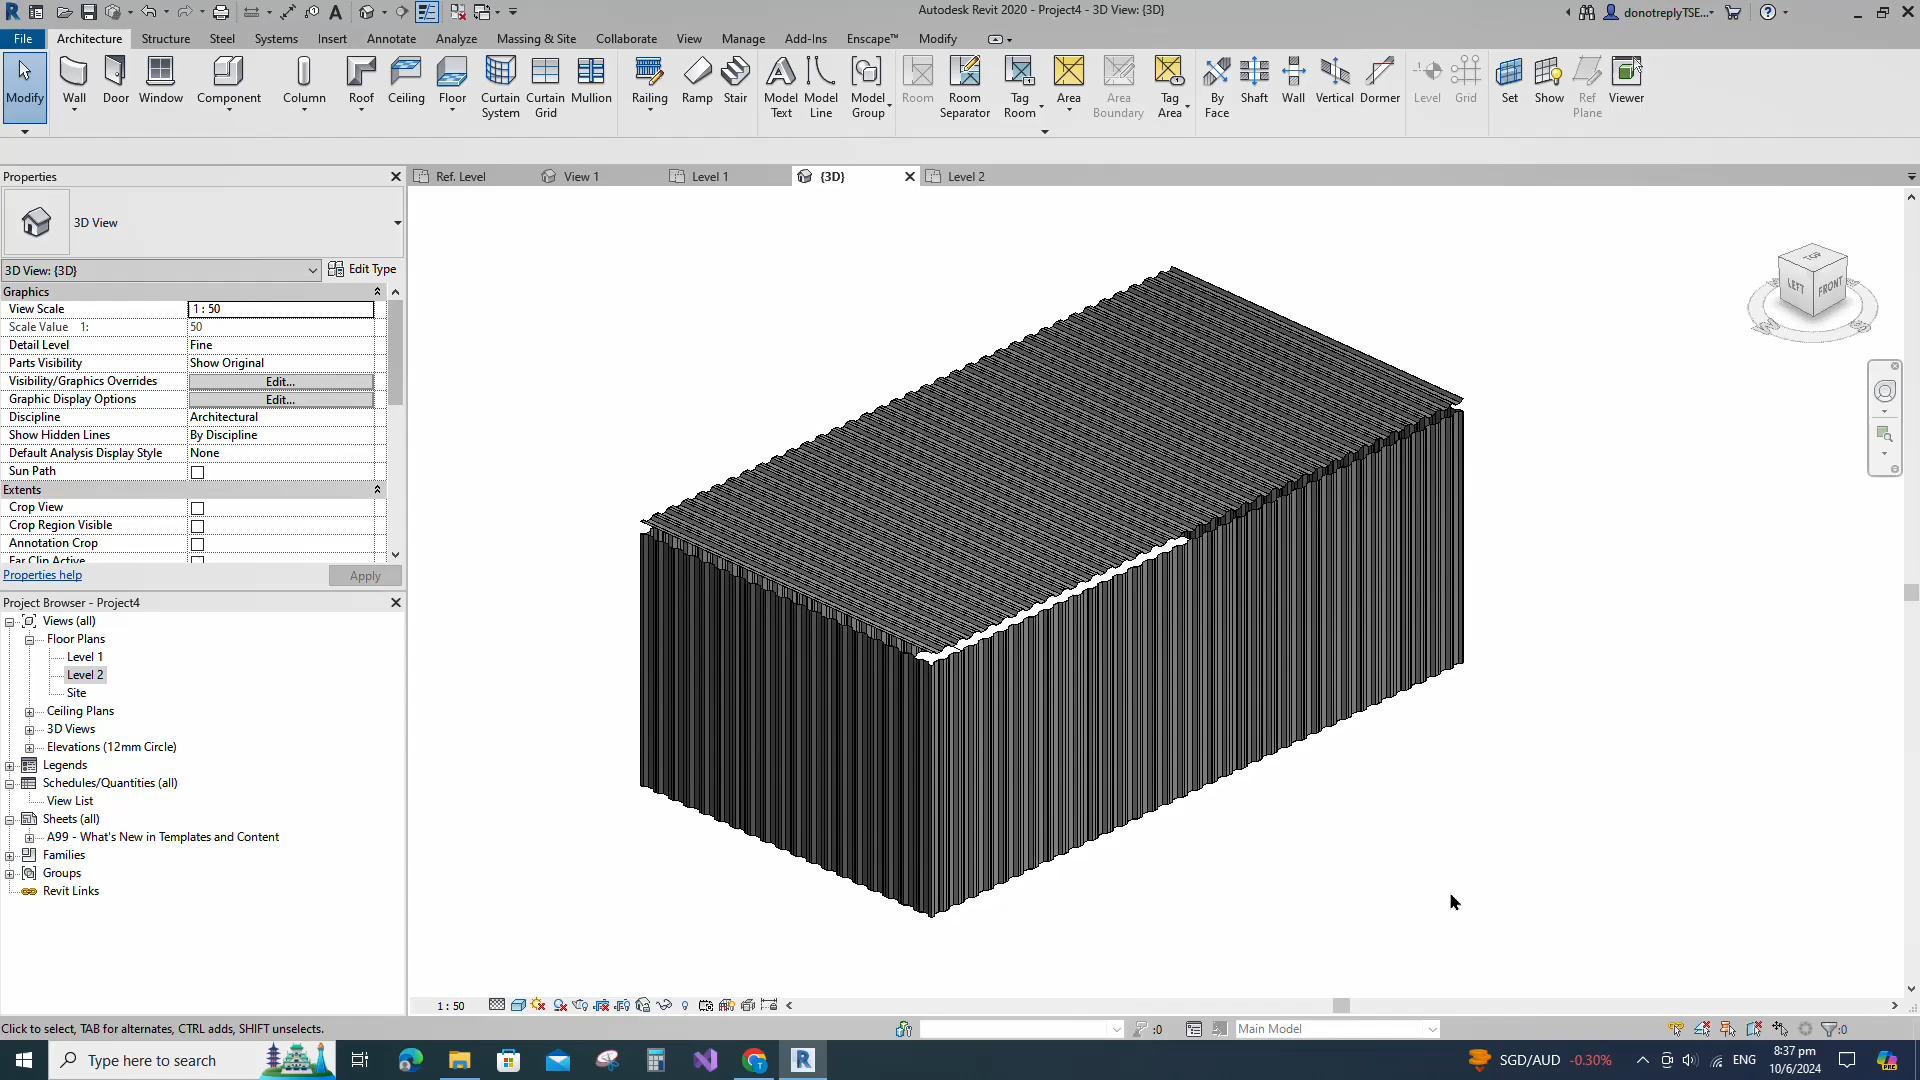 Autodesk Revit 2020 - Project4 - 3D View: {3D}
donotreplyTSE...
File Architecture Structure Steel Systems Insert Annotate Analyze Massing & Site Collaborate View Manage Add-Ins Enscape™ Modify
Modify Wall Door Window Component Column Roof Ceiling Floor Curtain System Curtain Grid Mullion Railing Ramp Stair Model Text Model Line Model Group Room Room Separator Tag Room Area Area Boundary Tag Area By Face Shaft Wall Vertical Dormer Level Grid Set Show Ref Plane Viewer
Properties
Ref. Level View 1 Level 1 {3D} Level 2
3D View
3D View: {3D} Edit Type
Graphics
View Scale 1 : 50
Scale Value 1: 50
Detail Level Fine
Parts Visibility Show Original
Visibility/Graphics Overrides Edit...
Graphic Display Options Edit...
Discipline Architectural
Show Hidden Lines By Discipline
Default Analysis Display Style None
Sun Path
Extents
Crop View
Crop Region Visible
Annotation Crop
Far Clip Active
Properties help Apply
TOP
LEFT FRONT
Project Browser - Project4
Views (all)
Floor Plans
Level 1
Level 2
Site
Ceiling Plans
3D Views
Elevations (12mm Circle)
Legends
Schedules/Quantities (all)
View List
Sheets (all)
A99 - What's New in Templates and Content
Families
Groups
Revit Links
1 : 50
Click to select, TAB for alternates, CTRL adds, SHIFT unselects.
:0 Main Model :0
Type here to search
SGD/AUD -0.30% ENG 8:37 pm
10/6/2024